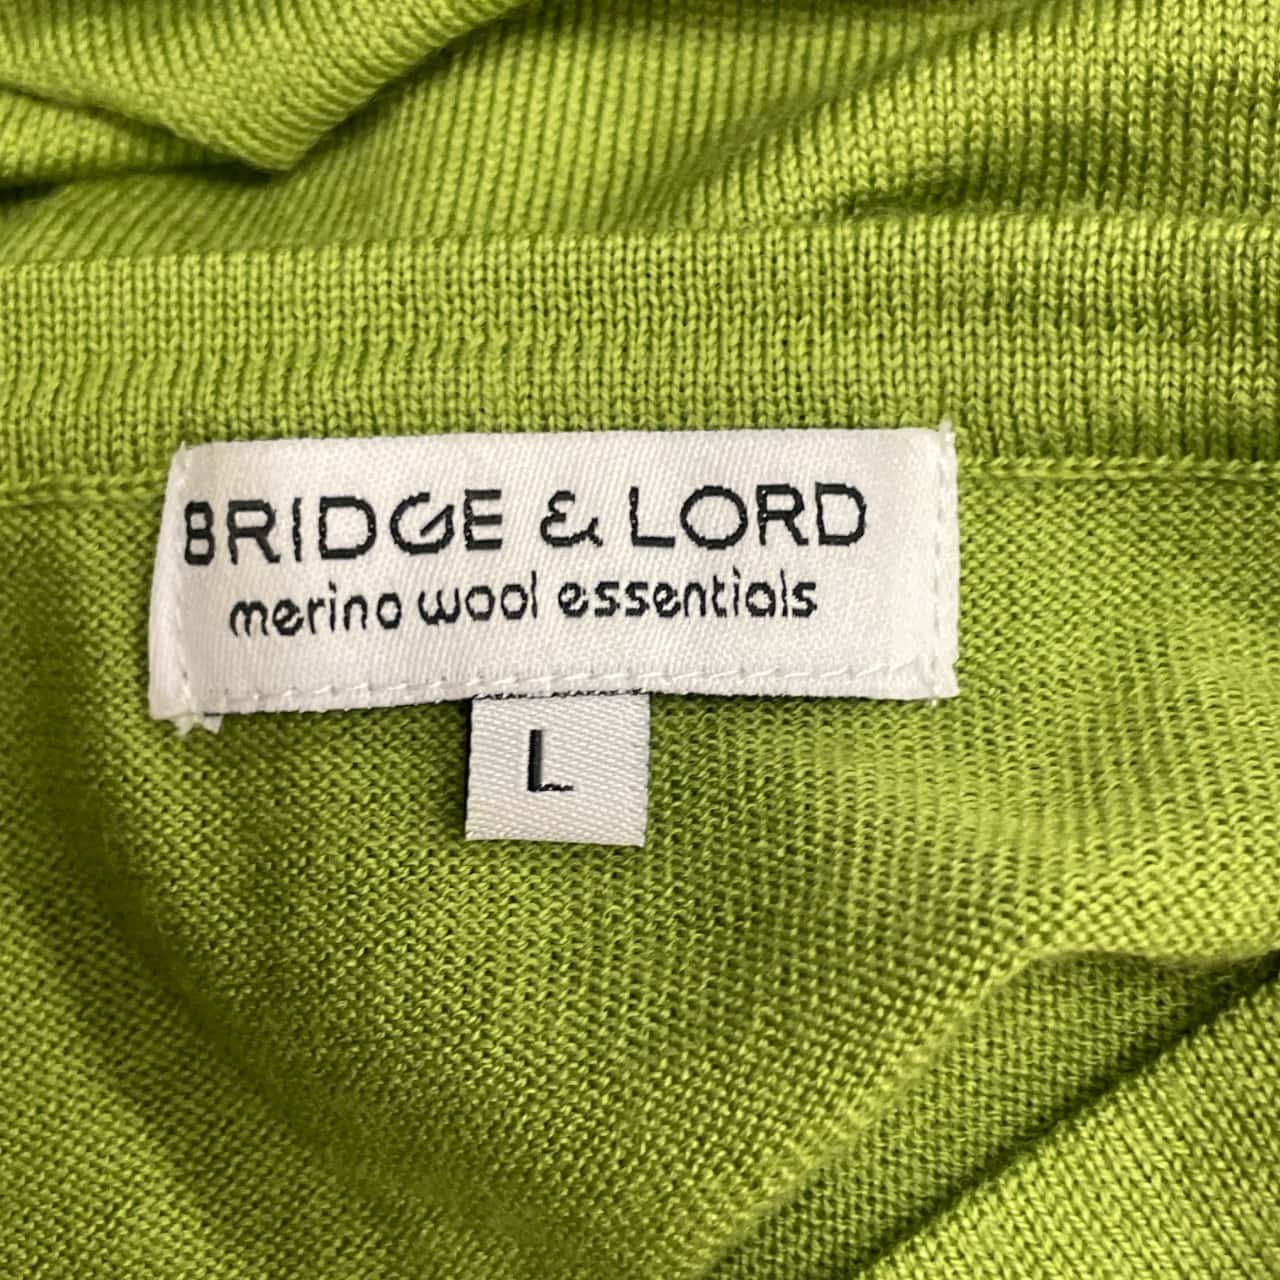 BRIDGE & LORD
merino wool essentials
L